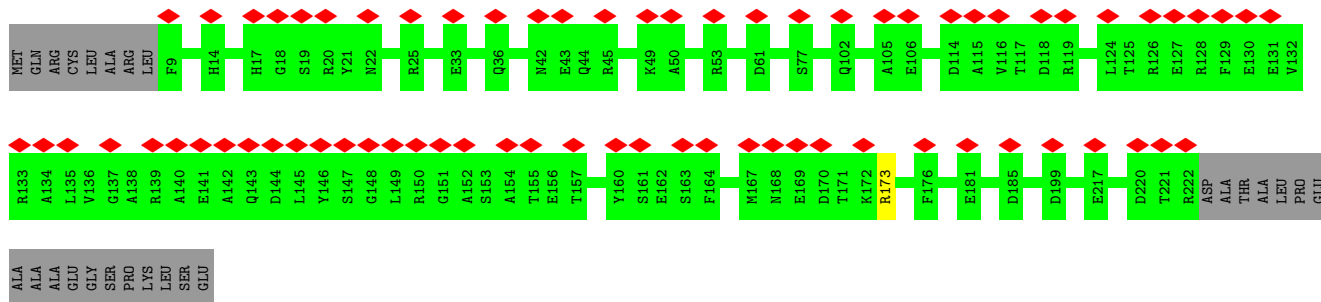 MET GLN ARG CYS LEU ALA ARG LEU F9 H14 H17 G18 S19 R20 Y21 N22 R25 E33 Q36 N42 E43 Q44 R45 K49 A50 R53 D61 S77 Q102 A105 E106 D114 A115 V116 T117 D118 R119 L124 T125 R126 E127 R128 F129 E130 E131 V132
R133 A134 L135 V136 G137 A138 R139 A140 E141 A142 Q143 D144 L145 Y146 S147 G148 L149 R150 G151 A152 S153 A154 T155 E156 T157 Y160 S161 E162 S163 F164 M167 N168 E169 D170 T171 K172 R173 F176 E181 D185 D199 E217 D220 T221 R222 ASP ALA THR ALA LEU PRO GLU
ALA ALA ALA GLU GLY SER PRO LYS LEU SER GLU